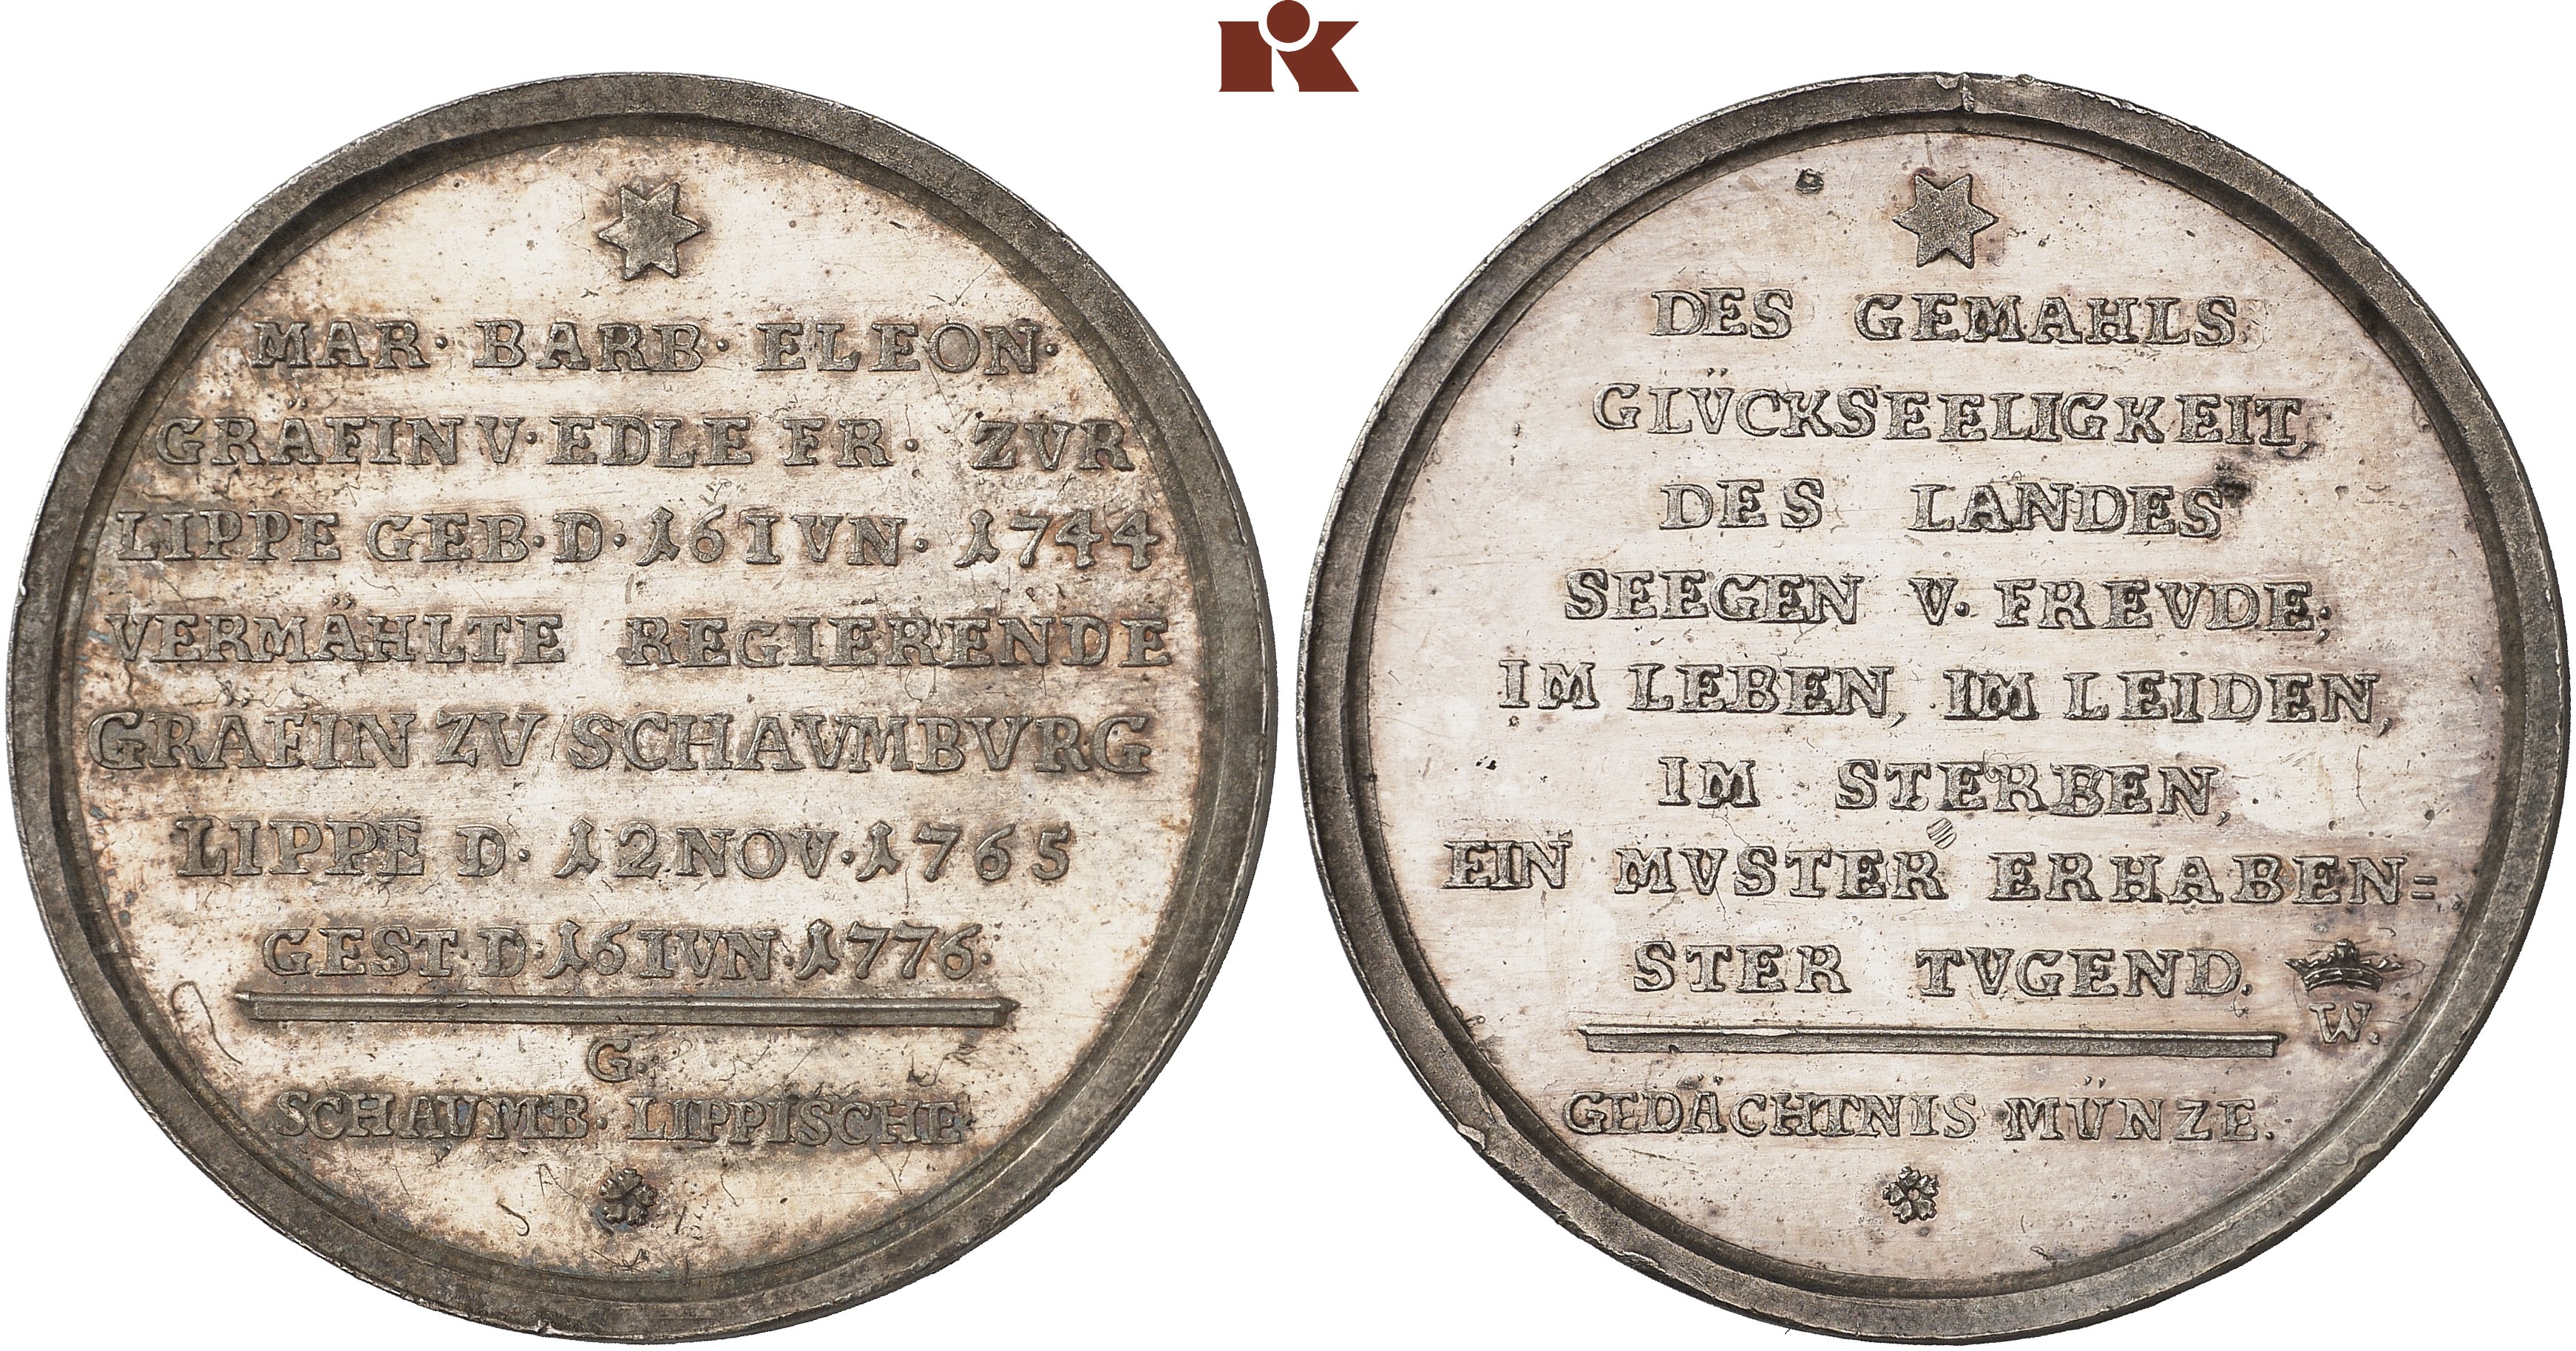 MAR· BARB· ELEON·
GRÄFIN V· EDLE FR· ZVR
LIPPE GEB· D· 16 IVN· 1744
VERMÄHLTE REGIERENDE
GRÄFIN ZV SCHAVMBVRG
LIPPE D· 12 NOV· 1765
GEST· D· 16 IVN· 1776·
G·
SCHAVMB· LIPPISCHE
DES GEMAHLS
GLVCKSEELIGKEIT,
DES LANDES
SEEGEN V· FREVDE;
IM LEBEN, IM LEIDEN,
IM STERBEN,
EIN MVSTER ERHABEN=
STER TVGEND.
W.
GEDÄCHTNIS MÜNZE.